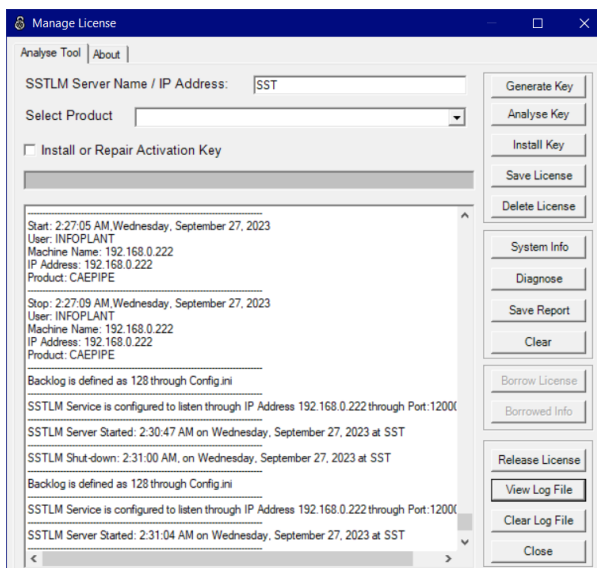 Manage License
Analyse Tool
About
SSTLM Server Name / IP Address:
SST
Select Product
Install or Repair Activation Key
Start: 2:27:05 AM,Wednesday, September 27, 2023
User: INFOPLANT
Machine Name: 192.168.0.222
IP Address: 192.168.0.222
Product: CAEPIPE
Stop: 2:27:09 AM,Wednesday, September 27, 2023
User: INFOPLANT
Machine Name: 192.168.0.222
IP Address: 192.168.0.222
Product: CAEPIPE
Backlog is defined as 128 through Config.ini
SSTLM Service is configured to listen through IP Address 192.168.0.222 through Port:12000
SSTLM Server Started: 2:30:47 AM on Wednesday, September 27, 2023 at SST
SSTLM Shut-down: 2:31:00 AM, on Wednesday, September 27, 2023 at SST
Backlog is defined as 128 through Config.ini
SSTLM Service is configured to listen through IP Address 192.168.0.222 through Port:12000
SSTLM Server Started: 2:31:04 AM on Wednesday, September 27, 2023 at SST
Generate Key
Analyse Key
Install Key
Save License
Delete License
System Info
Diagnose
Save Report
Clear
Borrow License
Borrowed Info
Release License
View Log File
Clear Log File
Close